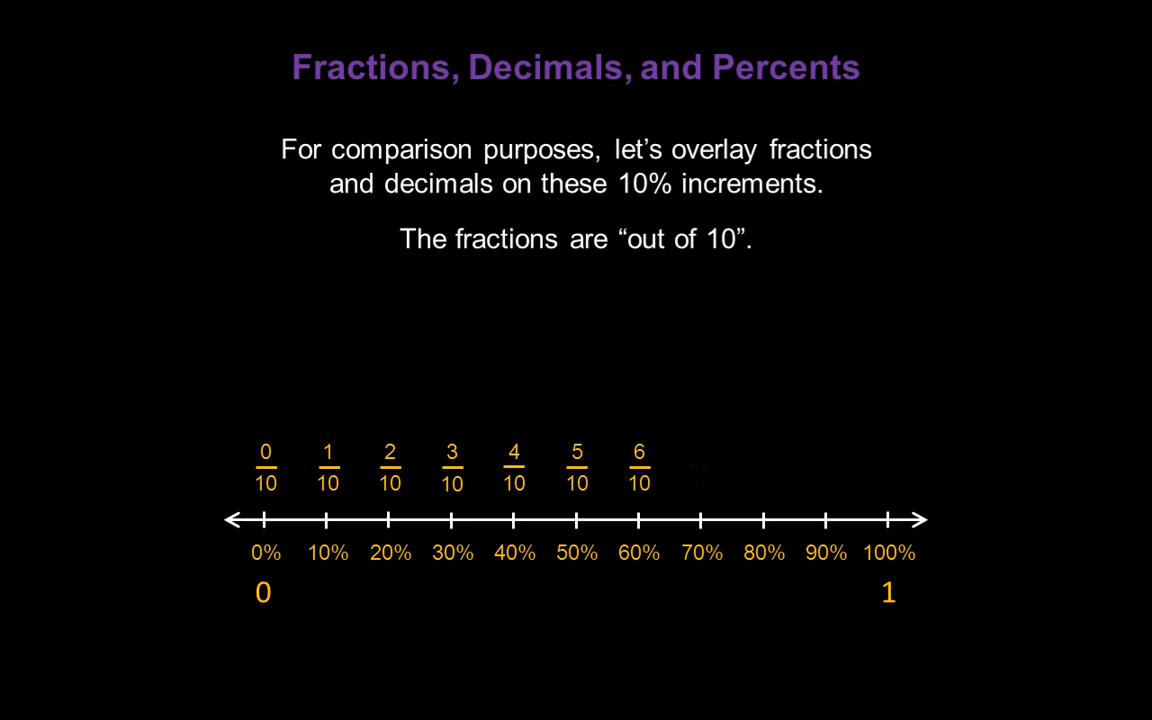 Fractions, Decimals, and Percents
For comparison purposes, let’s overlay fractions
and decimals on these 10% increments.
The fractions are “out of 10”.
0 1 2 3 4 5 6
10 10 10 10 10 10 10
0% 10% 20% 30% 40% 50% 60% 70% 80% 90% 100%
0 1